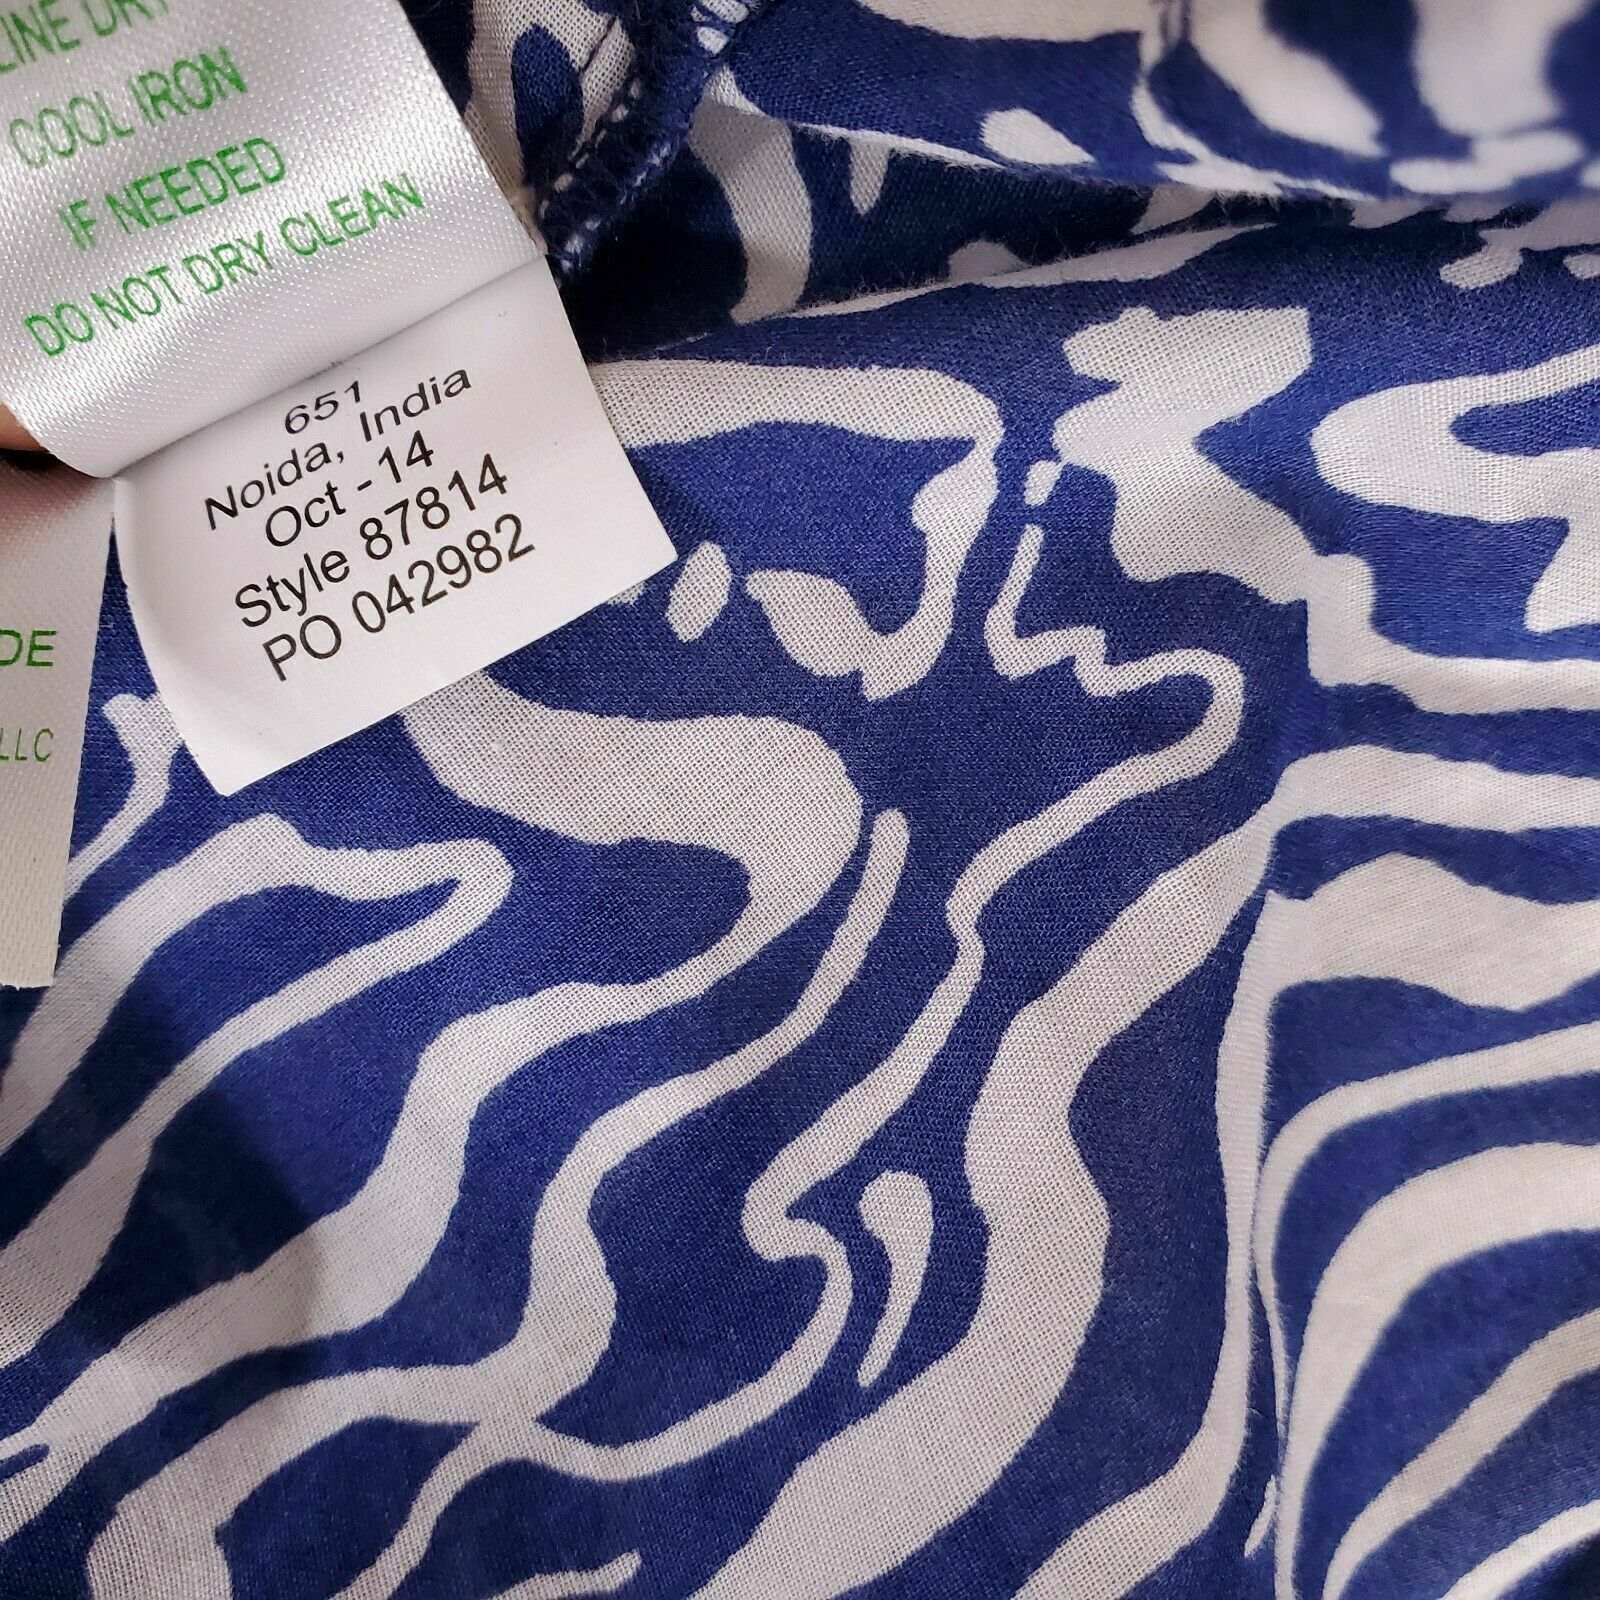 LINE DRY
COOL IRON
IF NEEDED
DO NOT DRY CLEAN
651
Noida, India
Oct - 14
Style 87814
PO 042982
DE
LLC